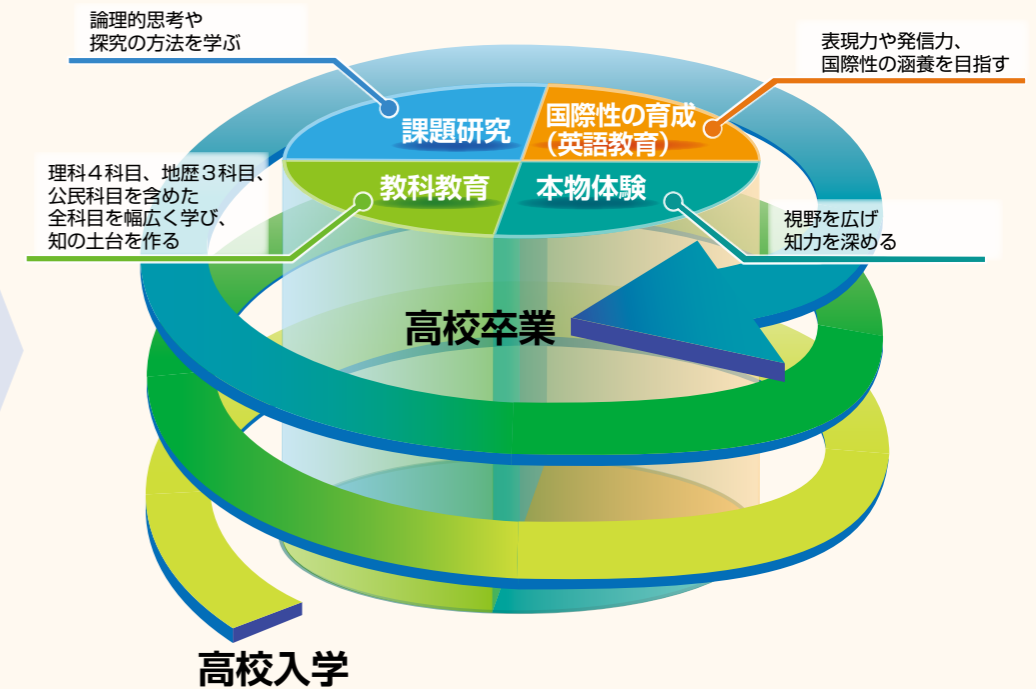 論理的思考や
探究の方法を学ぶ
表現力や発信力、
国際性の涵養を目指す
課題研究
国際性の育成
（英語教育）
理科４科目、地歴３科目、
公民科目を含めた
全科目を幅広く学び、
知の土台を作る
教科教育
本物体験
視野を広げ
知力を深める
高校卒業
高校入学